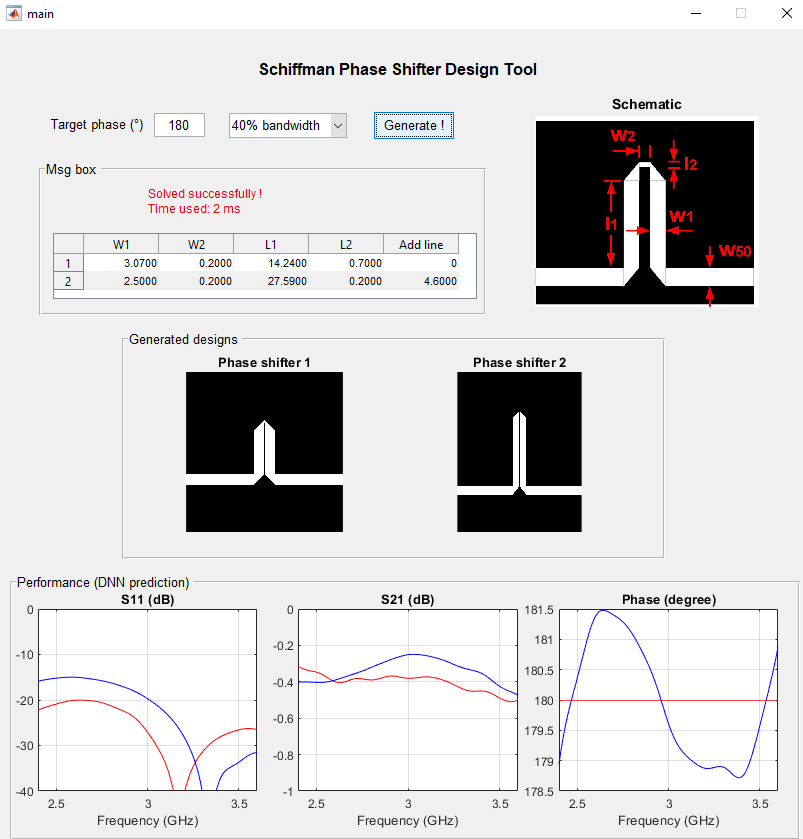 main
Schiffman Phase Shifter Design Tool
Target phase (°) 180 40% bandwidth Generate !
Schematic
W2
l2
l1
W1
W50
Msg box
Solved successfully !
Time used: 2 ms
W1 W2 L1 L2 Add line
1 3.0700 0.2000 14.2400 0.7000 0
2 2.5000 0.2000 27.5900 0.2000 4.6000
Generated designs
Phase shifter 1
Phase shifter 2
Performance (DNN prediction)
S11 (dB)
0
-10
-20
-30
-40
2.5 3 3.5
Frequency (GHz)
S21 (dB)
0
-0.2
-0.4
-0.6
-0.8
-1
2.5 3 3.5
Frequency (GHz)
Phase (degree)
181.5
181
180.5
180
179.5
179
178.5
2.5 3 3.5
Frequency (GHz)